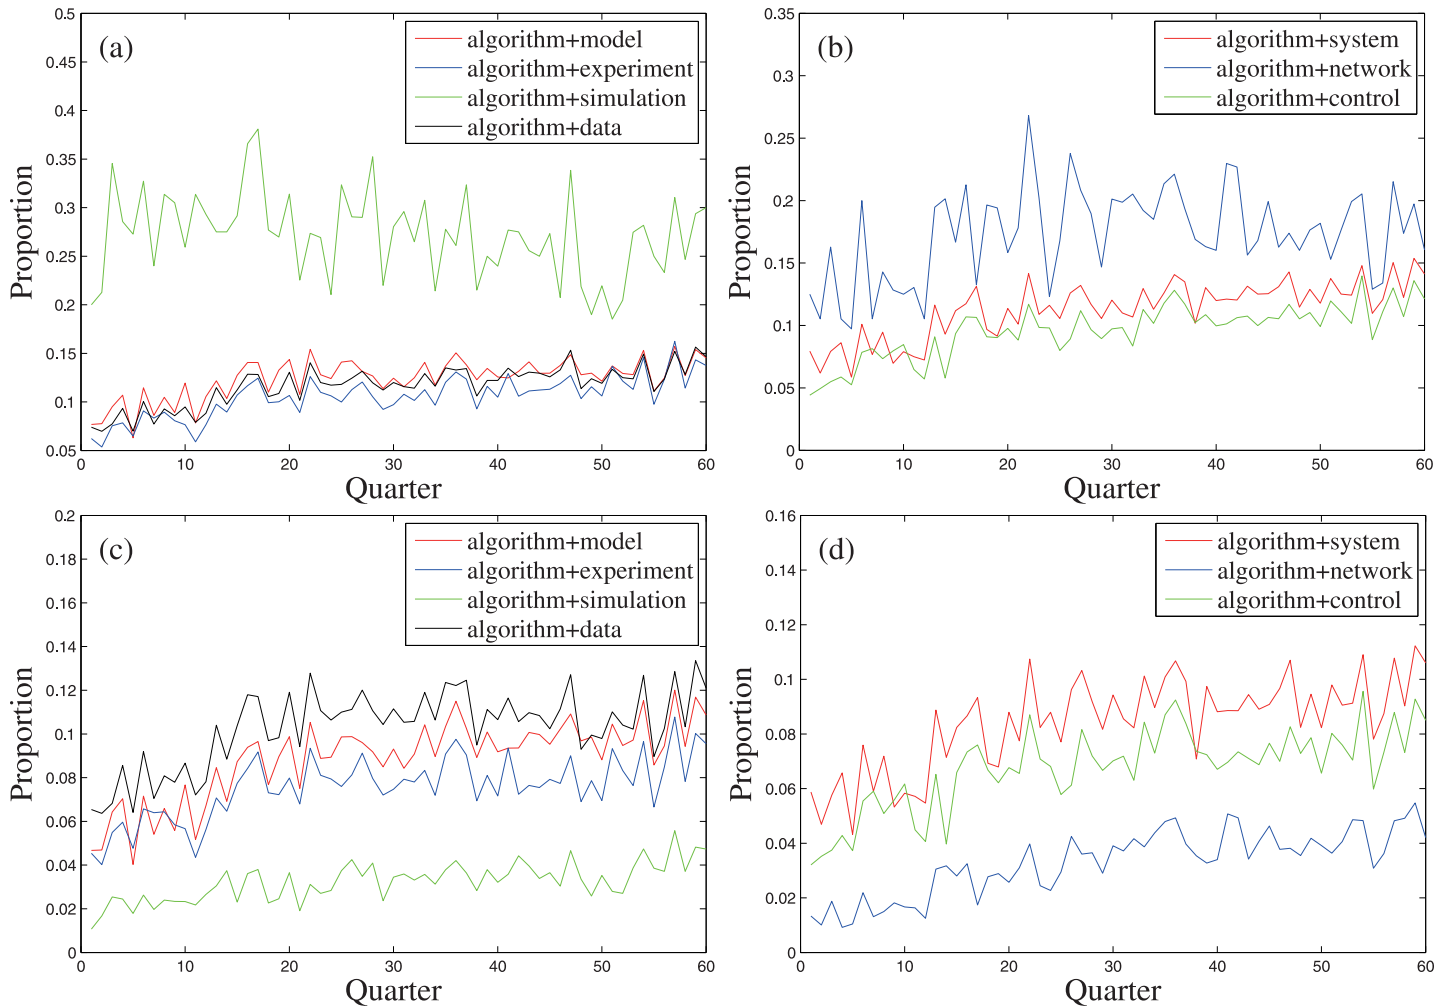 0.5
0.45
0.4
0.35
0.3
0.25
0.2
0.15
0.1
0.05
0
10
20
30
40
50
60
Proportion
Quarter
(a)
algorithm+model
algorithm+experiment
algorithm+simulation
algorithm+data
0.35
0.3
0.25
0.2
0.15
0.1
0.05
0
0
10
20
30
40
50
60
Proportion
Quarter
(b)
algorithm+system
algorithm+network
algorithm+control
0.2
0.18
0.16
0.14
0.12
0.1
0.08
0.06
0.04
0.02
0
0
10
20
30
40
50
60
Proportion
Quarter
(c)
algorithm+model
algorithm+experiment
algorithm+simulation
algorithm+data
0.16
0.14
0.12
0.1
0.08
0.06
0.04
0.02
0
0
10
20
30
40
50
60
Proportion
Quarter
(d)
algorithm+system
algorithm+network
algorithm+control